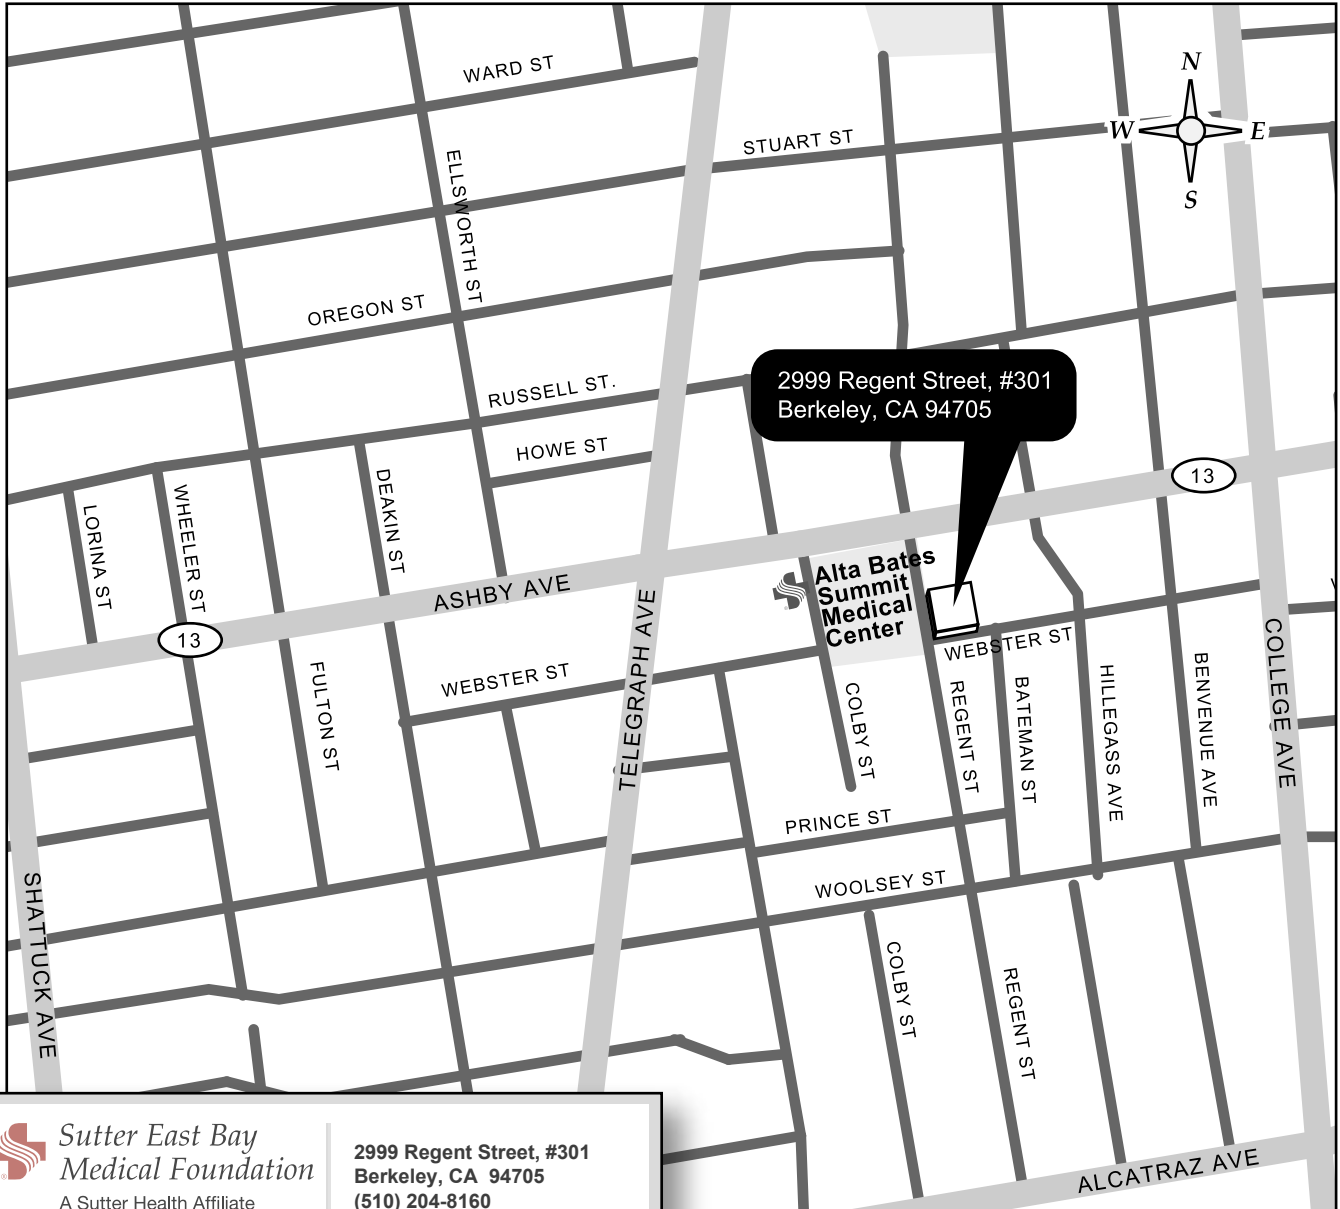 WARD ST
N
W
E
S
STUART ST
ELLSWORTH ST
OREGON ST
RUSSELL ST.
HOWE ST
2999 Regent Street, #301
Berkeley, CA 94705
13
LORINA ST
WHEELER ST
DEAKIN ST
ASHBY AVE
13
Alta Bates
Summit
Medical
Center
WEBSTER ST
WEBSTER ST
FULTON ST
TELEGRAPH AVE
COLBY ST
REGENT ST
BATEMAN ST
HILLEGASS AVE
BENVENUE AVE
COLLEGE AVE
PRINCE ST
WOOLSEY ST
SHATTUCK AVE
COLBY ST
REGENT ST
ALCATRAZ AVE
Sutter East Bay
Medical Foundation
A Sutter Health Affiliate
2999 Regent Street, #301
Berkeley, CA 94705
(510) 204-8160